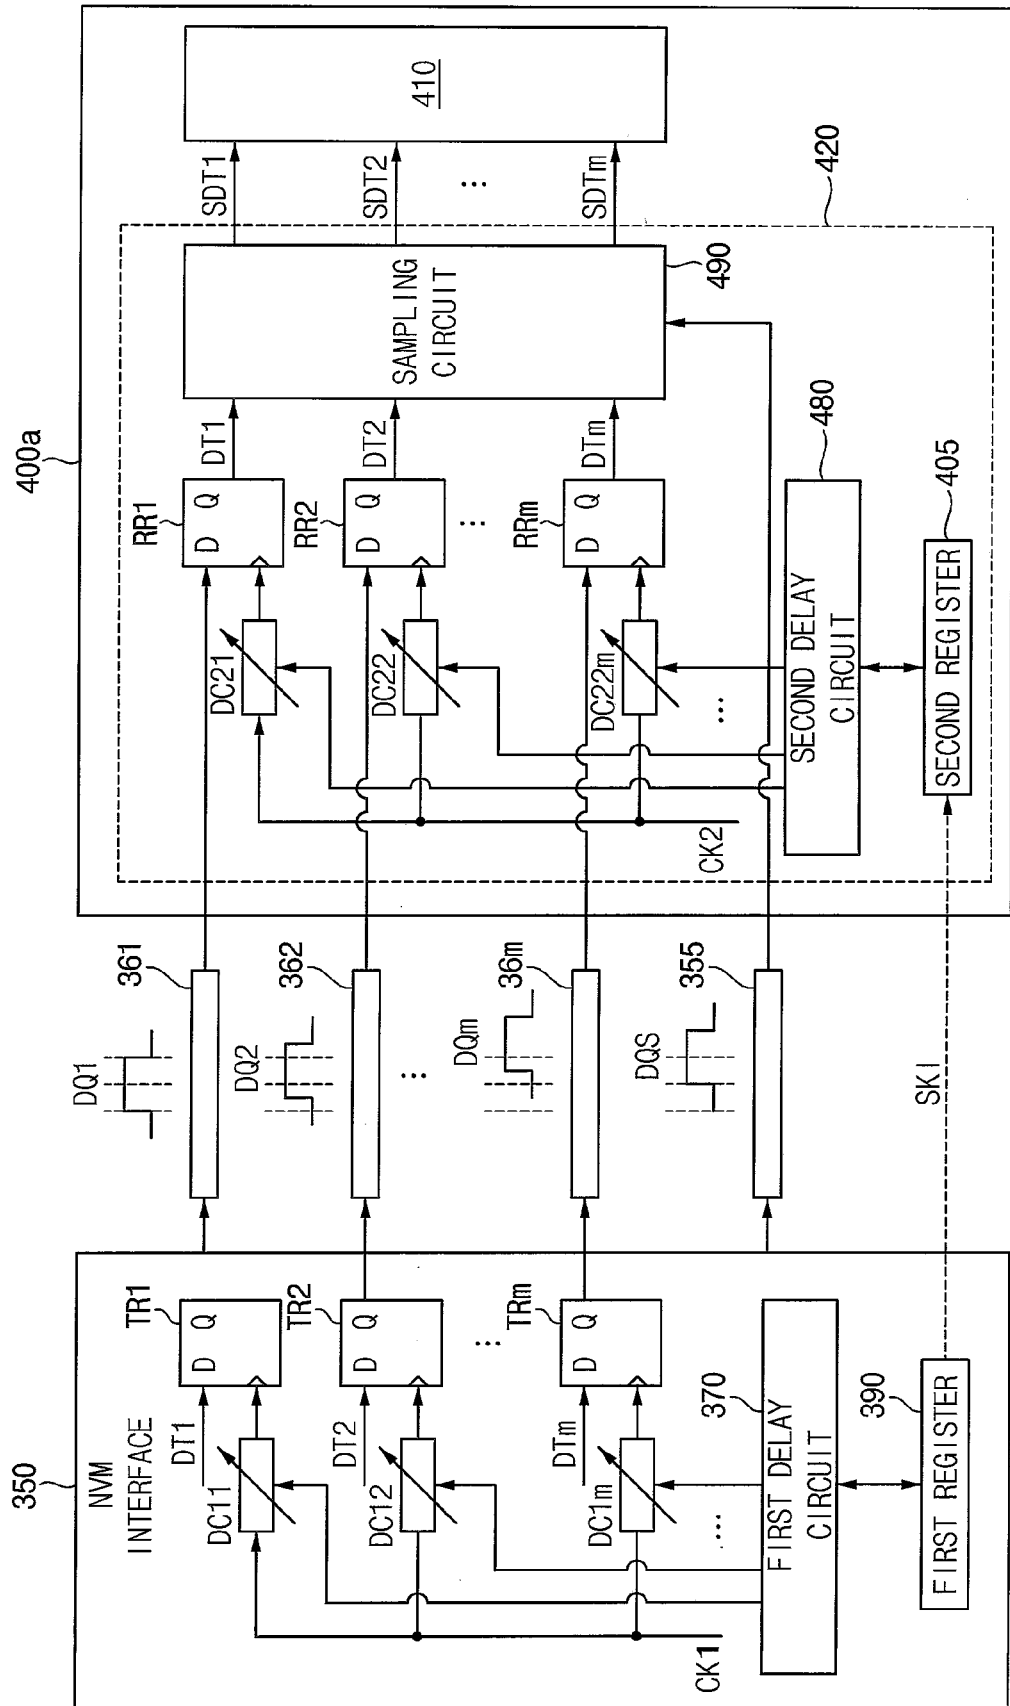 350
NVM
INTERFACE
DT1
TR1
D Q
DC11
DT2
TR2
D Q
DC12
...
DTm
TRm
D Q
DC1m
...
CK1
370
FIRST DELAY
CIRCUIT
390
FIRST REGISTER
DQ1
361
DQ2
362
...
DQm
36m
DQS
355
SKI
400a
RR1
D Q
DT1
DC21
RR2
D Q
DT2
DC22
...
RRm
D Q
DTm
DC22m
...
CK2
480
SECOND DELAY
CIRCUIT
405
SECOND REGISTER
SAMPLING
CIRCUIT
490
420
SDT1
SDT2
...
SDTm
410